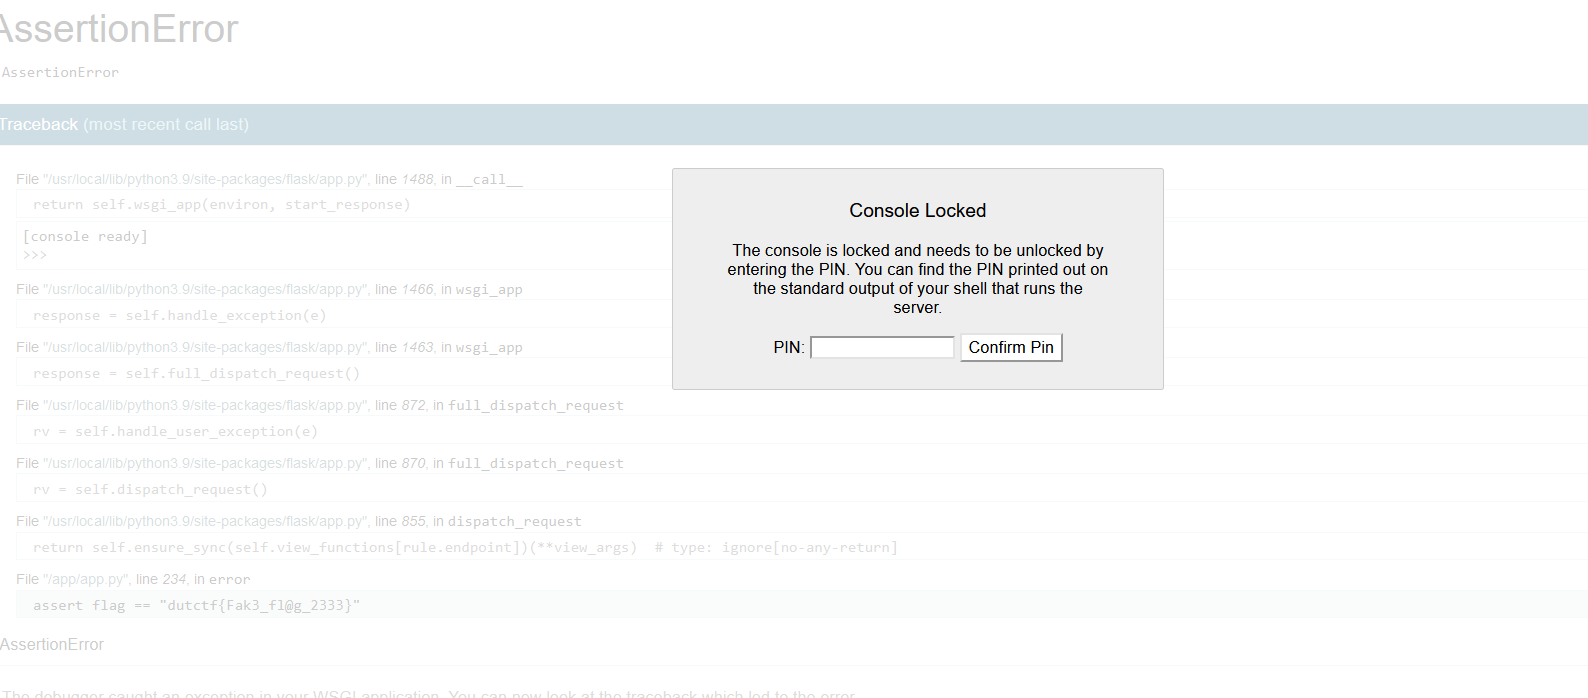 AssertionError
AssertionError
Traceback (most recent call last)
File "/usr/local/lib/python3.9/site-packages/flask/app.py", line 1488, in __call__
return self.wsgi_app(environ, start_response)
[console ready]
>>>
File "/usr/local/lib/python3.9/site-packages/flask/app.py", line 1466, in wsgi_app
response = self.handle_exception(e)
File "/usr/local/lib/python3.9/site-packages/flask/app.py", line 1463, in wsgi_app
response = self.full_dispatch_request()
File "/usr/local/lib/python3.9/site-packages/flask/app.py", line 872, in full_dispatch_request
rv = self.handle_user_exception(e)
File "/usr/local/lib/python3.9/site-packages/flask/app.py", line 870, in full_dispatch_request
rv = self.dispatch_request()
File "/usr/local/lib/python3.9/site-packages/flask/app.py", line 855, in dispatch_request
return self.ensure_sync(self.view_functions[rule.endpoint])(**view_args)  # type: ignore[no-any-return]
File "/app/app.py", line 234, in error
assert flag == "dutctf{Fak3_fl@g_2333}"
AssertionError
The debugger caught an exception in your WSGI application. You can now look at the traceback which led to the error.
Console Locked
The console is locked and needs to be unlocked by
entering the PIN. You can find the PIN printed out on
the standard output of your shell that runs the
server.
PIN:
Confirm Pin